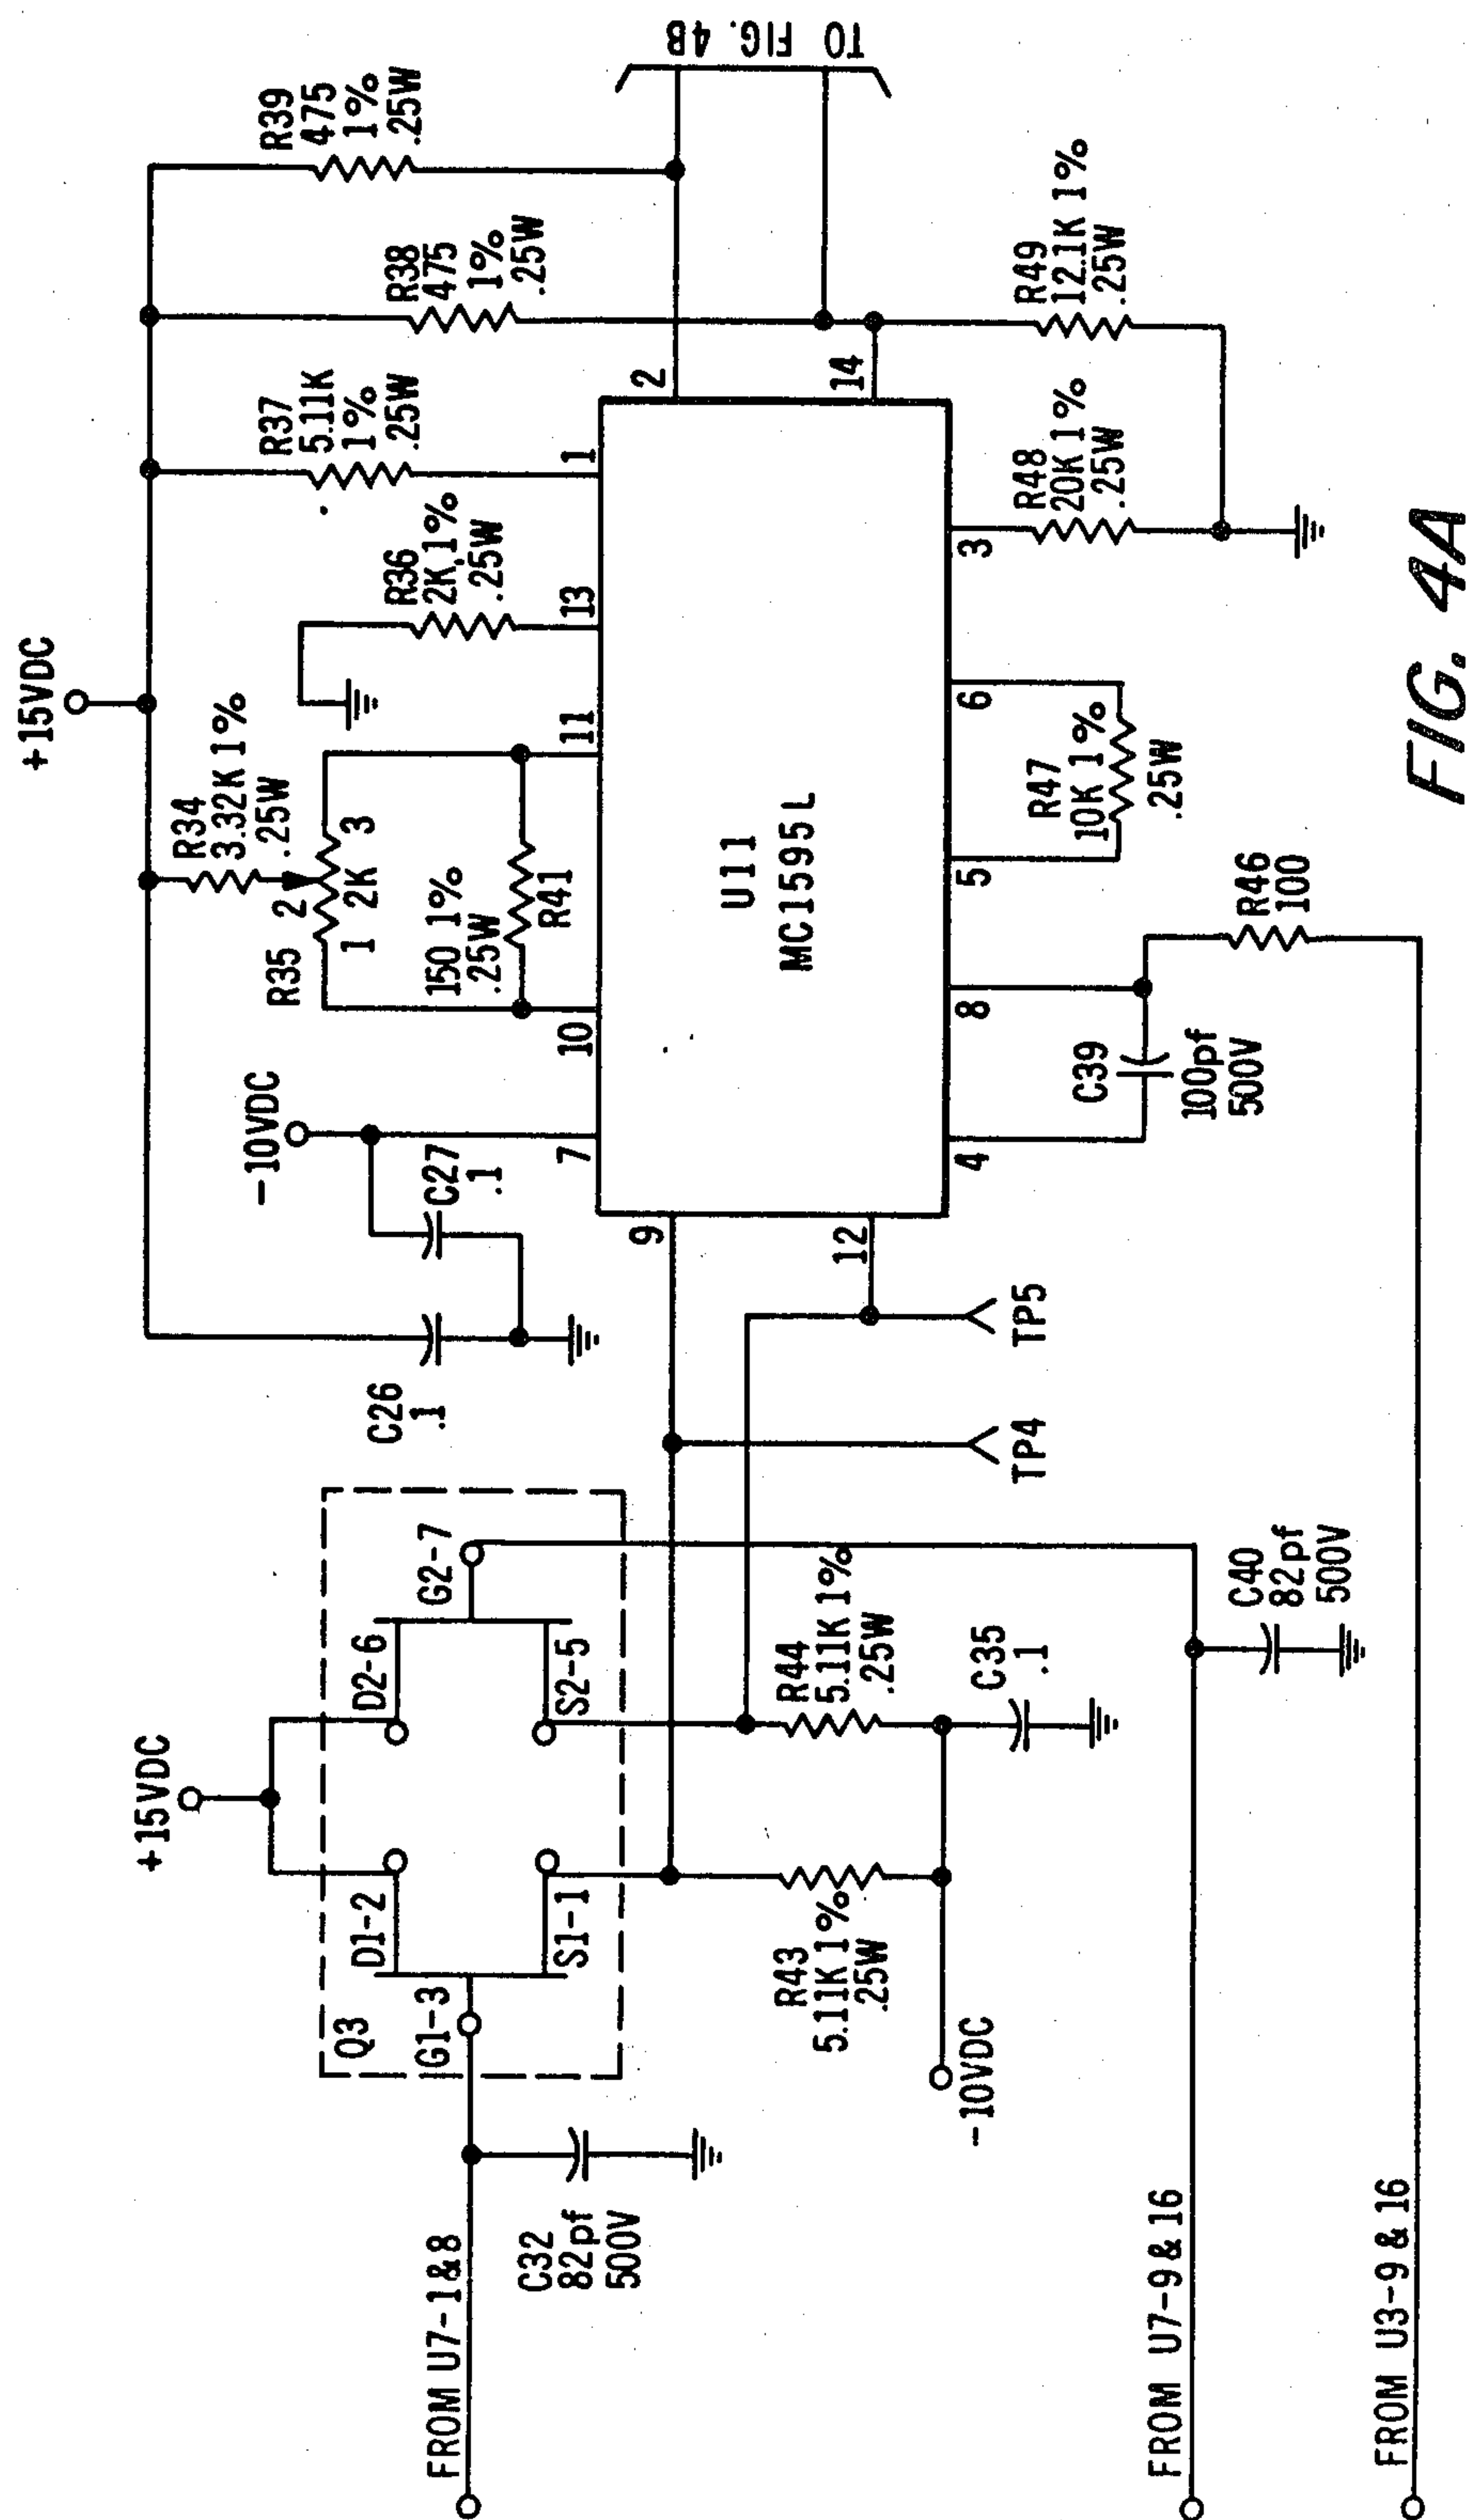 +15VDC
R34
3.32K 1%
.25W
R35
2
1
2K
3
150 1%
.25W
R41
R36
2K,1%
.25W
R37
5.11K
1%
.25W
R38
475
1%
.25W
R39
475
1%
.25W
TO FIG. 4B
-10VDC
C27
.1
C26
.1
7
10
11
13
1
9
12
2
14
U11
MC1595L
4
8
5
6
3
C39
100pf
500V
R46
100
R47
10K 1%
.25W
R48
20K 1%
.25W
R49
12.1K 1%
.25W
TP5
TP4
+15VDC
Q3
D1-2
D2-6
G1-3
G2-7
S1-1
S2-5
FROM U7-1&8
C32
82pf
500V
R43
5.11K 1%
.25W
R44
5.11K 1%
.25W
C35
.1
-10VDC
C40
82pf
500V
FROM U7-9&16
FROM U3-9&16
FIG. 4A